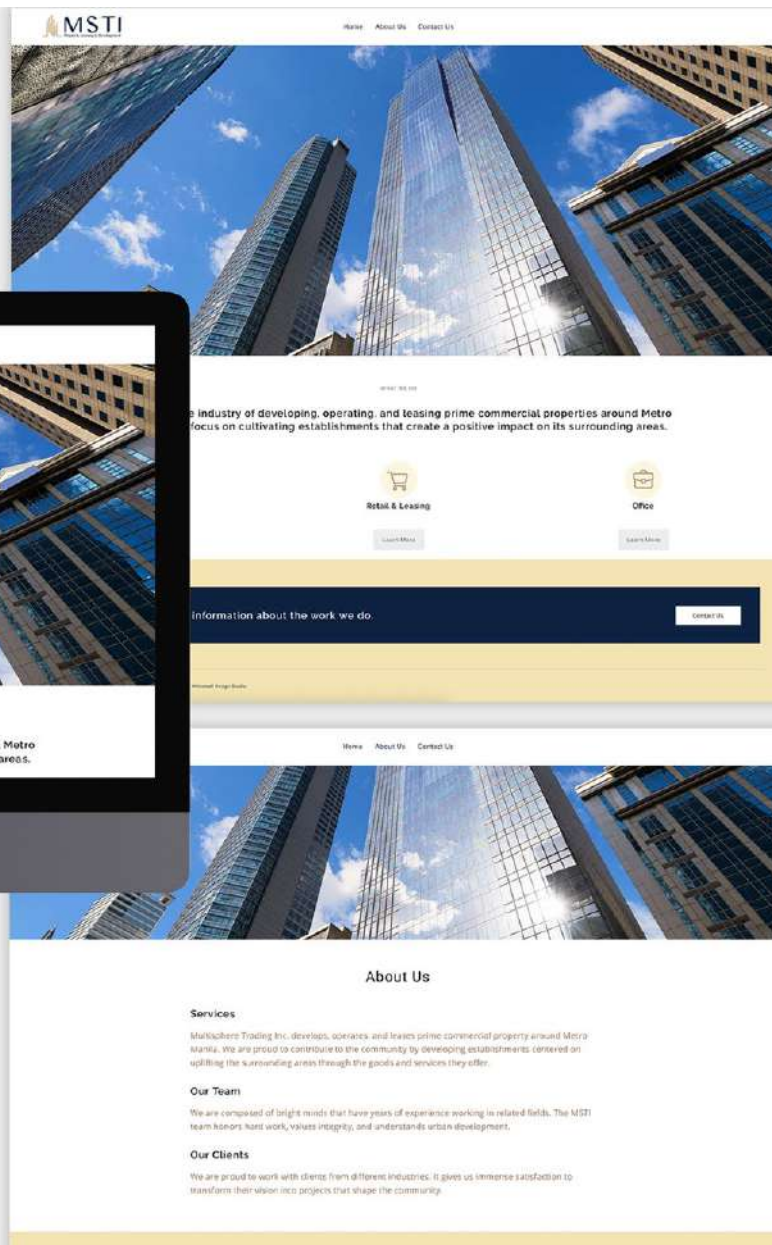 MSTI
Home About Us Contact Us
WHAT WE DO
industry of developing, operating, and leasing prime commercial properties around Metro
focus on cultivating establishments that create a positive impact on its surrounding areas.
Retail & Leasing
Office
Learn More
Learn More
information about the work we do.
Contact Us
Metro
areas.
Home About Us Contact Us
About Us
Services
Multisphere Trading Inc. develops, operates, and leases prime commercial property around Metro
Manila. We are proud to contribute to the community by developing establishments centered on
uplifting the surrounding areas through the goods and services they offer.
Our Team
We are composed of bright minds that have years of experience working in related fields. The MSTI
team honors hard work, values integrity, and understands urban development.
Our Clients
We are proud to work with clients from different industries. It gives us immense satisfaction to
transform their vision into projects that shape the community.